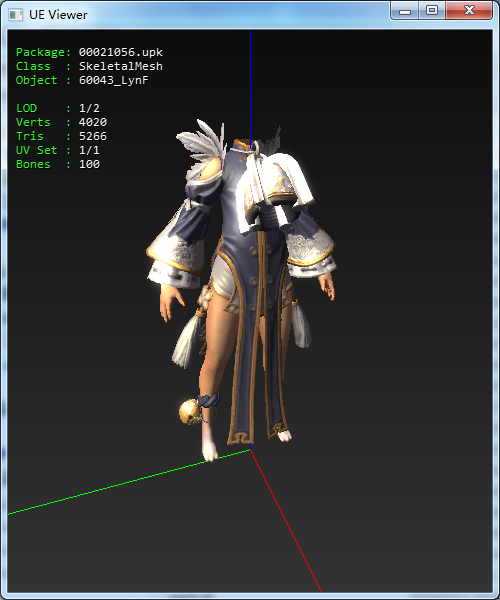 UE Viewer
Package: 00021056.upk
Class : SkeletalMesh
Object : 60043_LynF
LOD : 1/2
Verts : 4020
Tris : 5266
UV Set : 1/1
Bones : 100